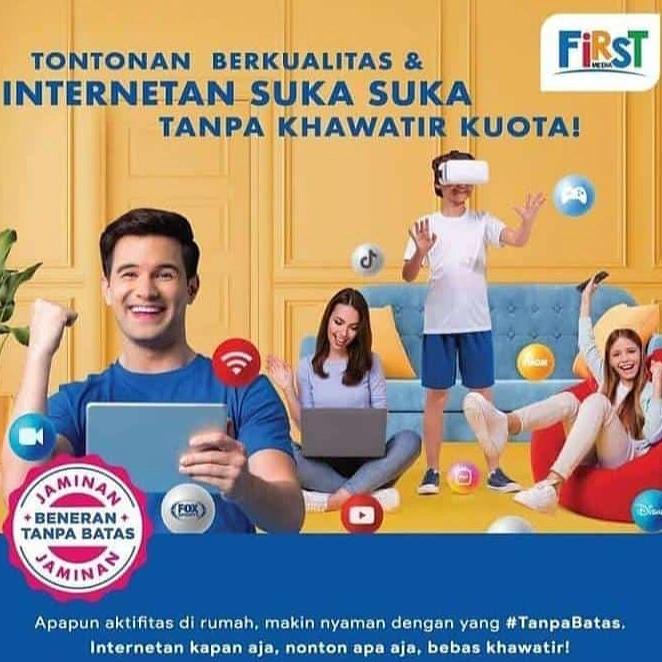 FiRST
MEDIA
TONTONAN BERKUALITAS &
INTERNETAN SUKA SUKA
TANPA KHAWATIR KUOTA!
FOX
SPORTS
JAMINAN
BENERAN
TANPA BATAS
JAMINAN
Apapun aktifitas di rumah, makin nyaman dengan yang #TanpaBatas.
Internetan kapan aja, nonton apa aja, bebas khawatir!